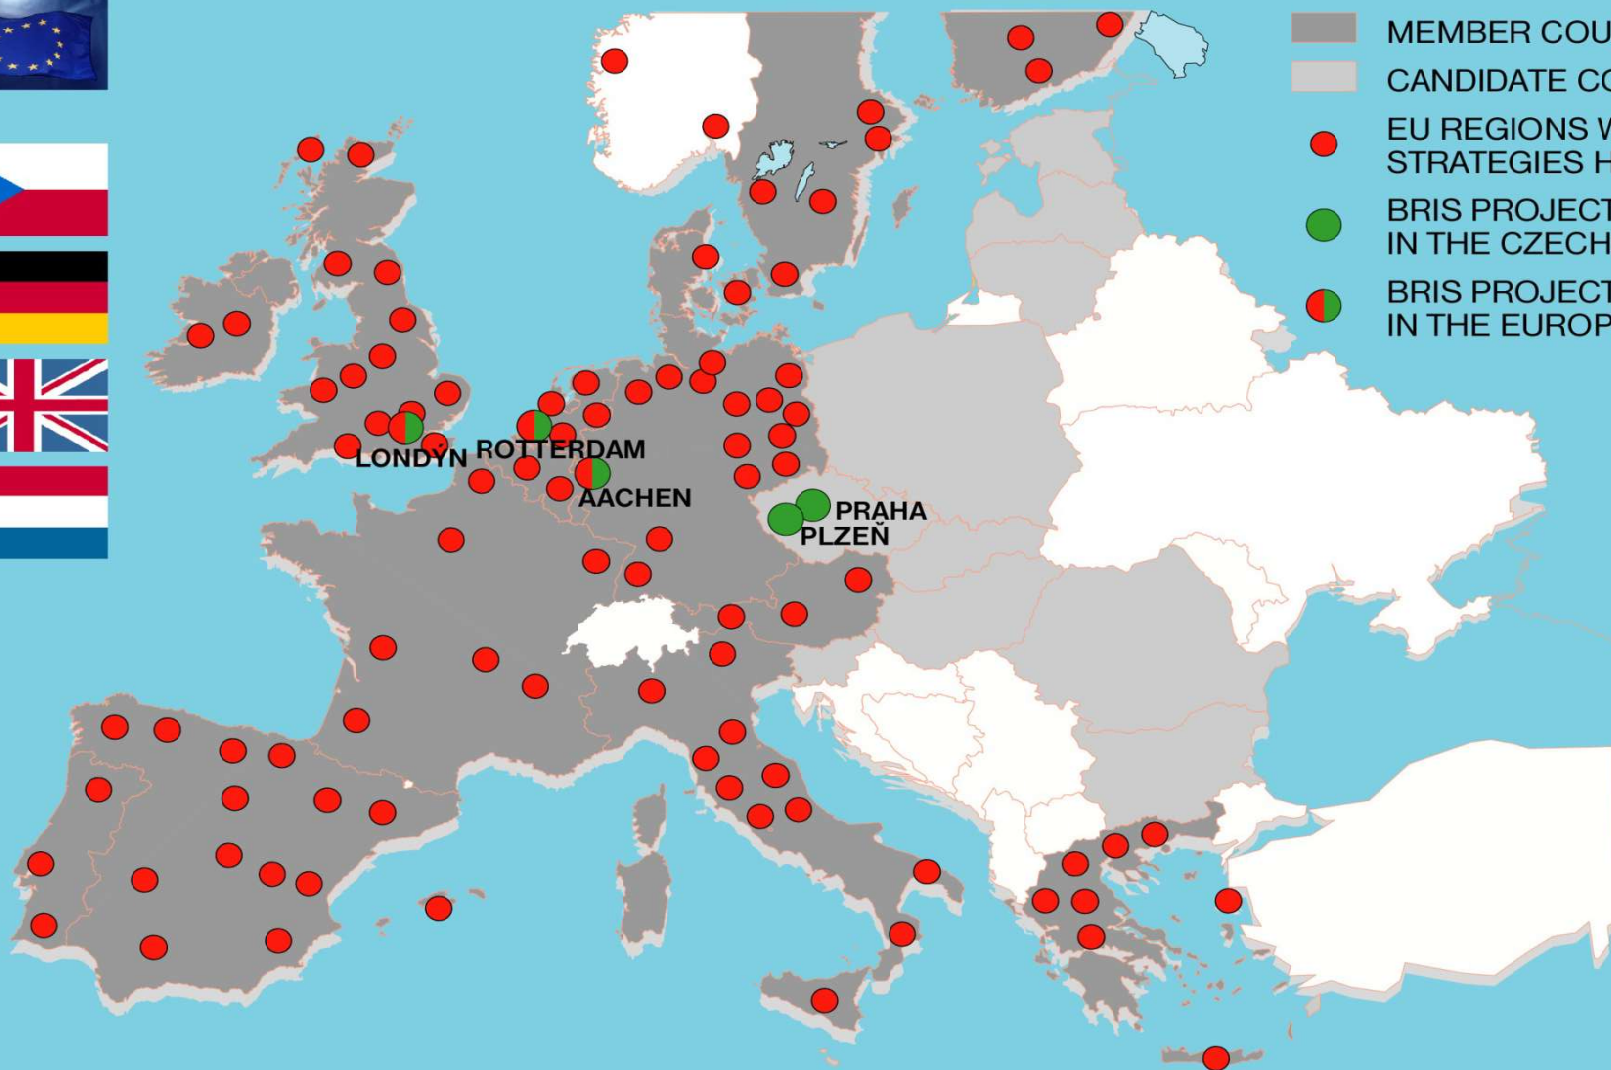 MEMBER COU
CANDIDATE CO
EU REGIONS W
STRATEGIES H
BRIS PROJECT
IN THE CZECH
BRIS PROJECT
IN THE EUROP
LONDÝN
ROTTERDAM
AACHEN
PRAHA
PLZEŇ